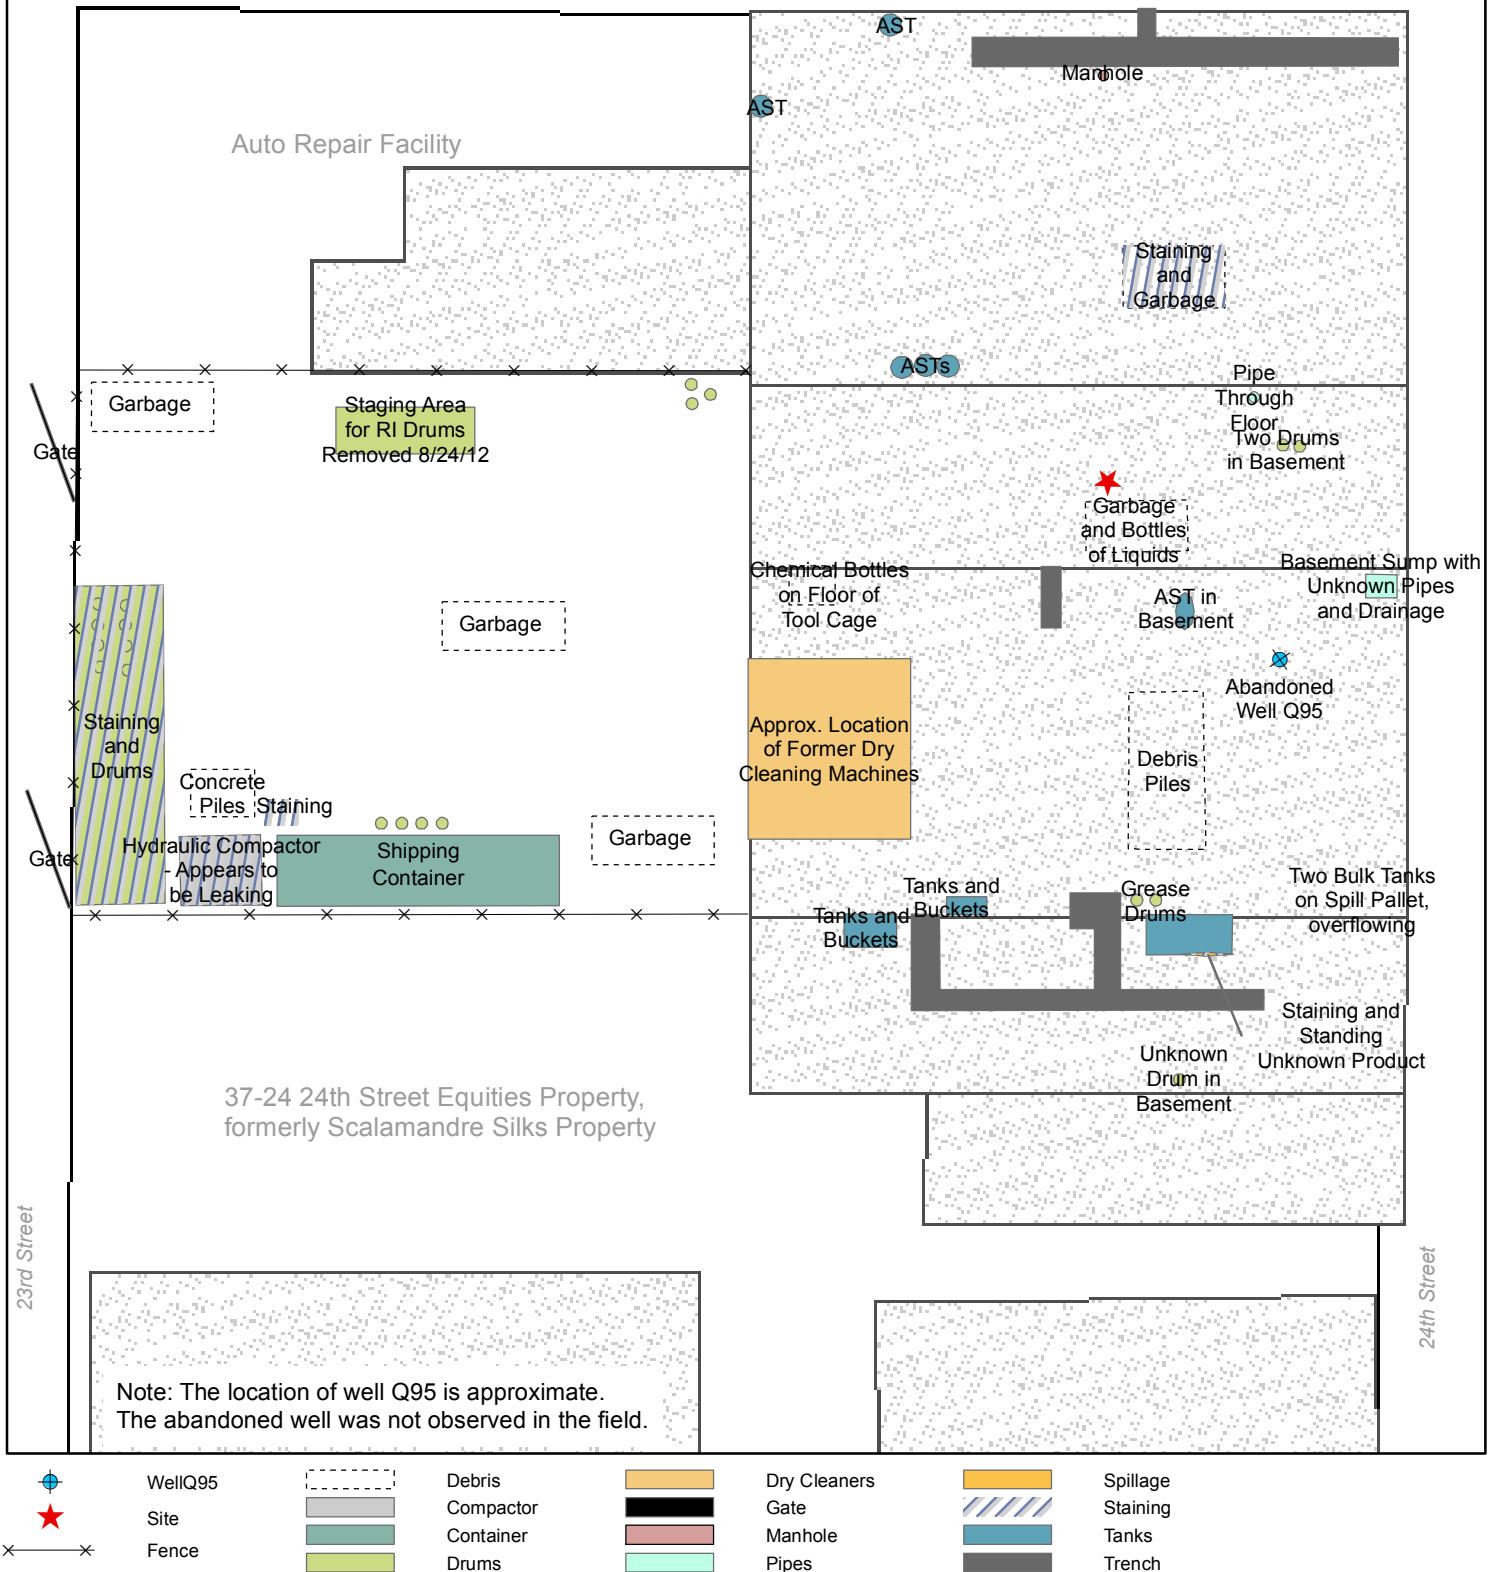 AST
Manhole
AST
Auto Repair Facility
Staining
and
Garbage
ASTs
Pipe
Through
Floor
Garbage
Staging Area
for RI Drums
Removed 8/24/12
Gate
Two Drums
in Basement
Garbage
and Bottles
of Liquids
Chemical Bottles
on Floor of
Tool Cage
Basement Sump with
Unknown Pipes
and Drainage
AST in
Basement
Garbage
Abandoned
Well Q95
Staining
and
Drums
Approx. Location
of Former Dry
Cleaning Machines
Debris
Piles
Concrete
Piles
Staining
Gate
Hydraulic Compactor
- Appears to
be Leaking
Shipping
Container
Garbage
Tanks and
Buckets
Tanks and
Buckets
Grease
Drums
Two Bulk Tanks
on Spill Pallet,
overflowing
Staining and
Standing
Unknown Product
Unknown
Drum in
Basement
37-24 24th Street Equities Property,
formerly Scalamandre Silks Property
23rd Street
24th Street
Note: The location of well Q95 is approximate.
The abandoned well was not observed in the field.
WellQ95
Site
Fence
Debris
Compactor
Container
Drums
Dry Cleaners
Gate
Manhole
Pipes
Spillage
Staining
Tanks
Trench